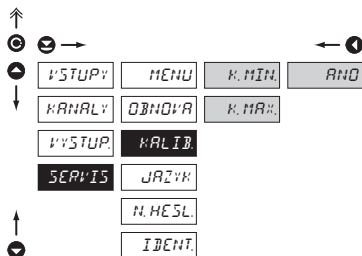 VSTUPY MENU K. MIN. ANO
KANALY OBNOVA K. MAX.
VYSTUP. KALIB.
SERVIS JAZYK
N. HESL.
IDENT.